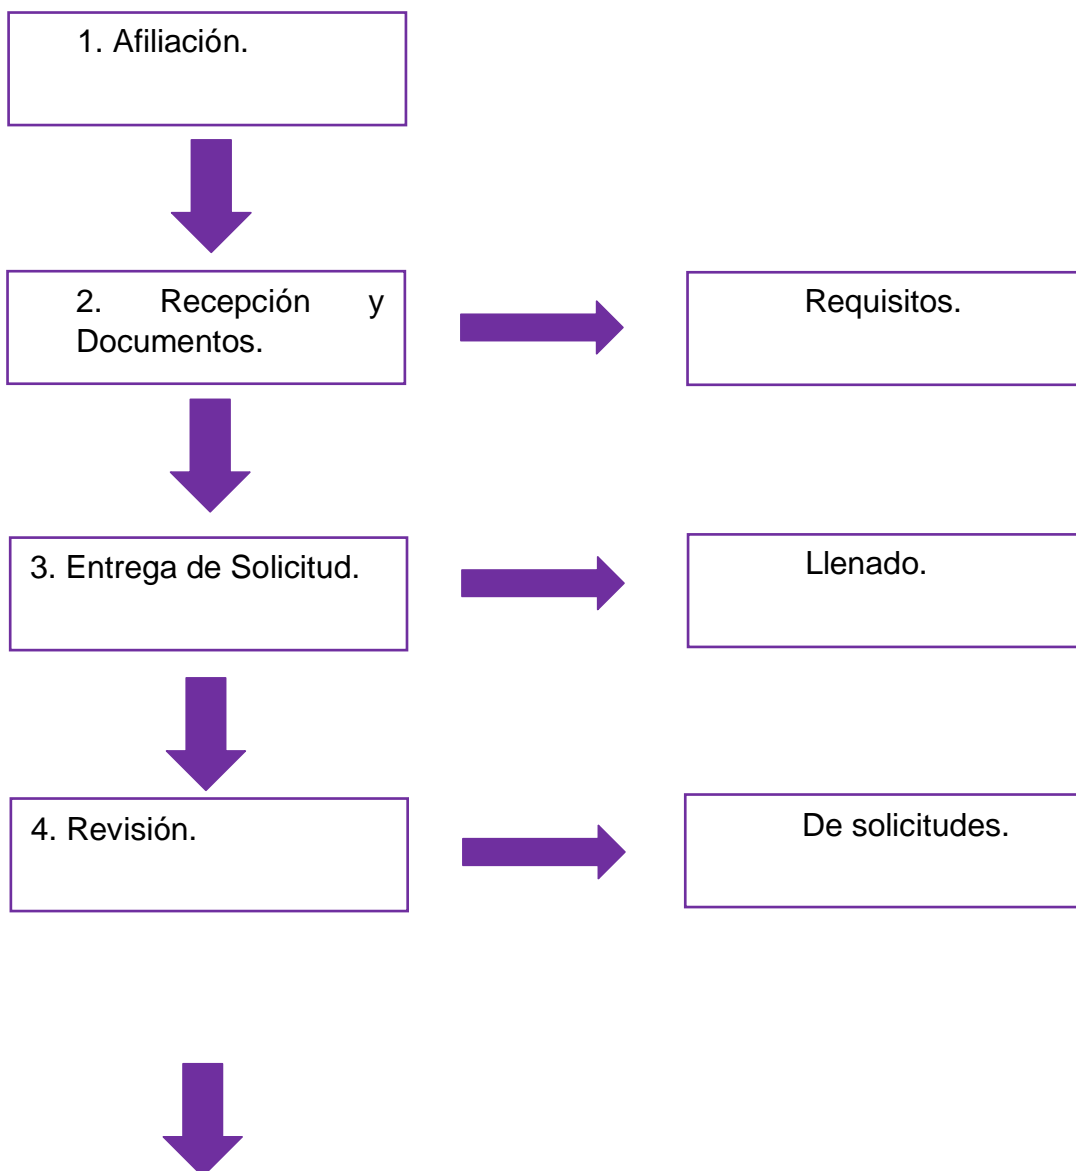 1. Afiliación.
2. Recepción y
Documentos.
Requisitos.
3. Entrega de Solicitud.
Llenado.
4. Revisión.
De solicitudes.